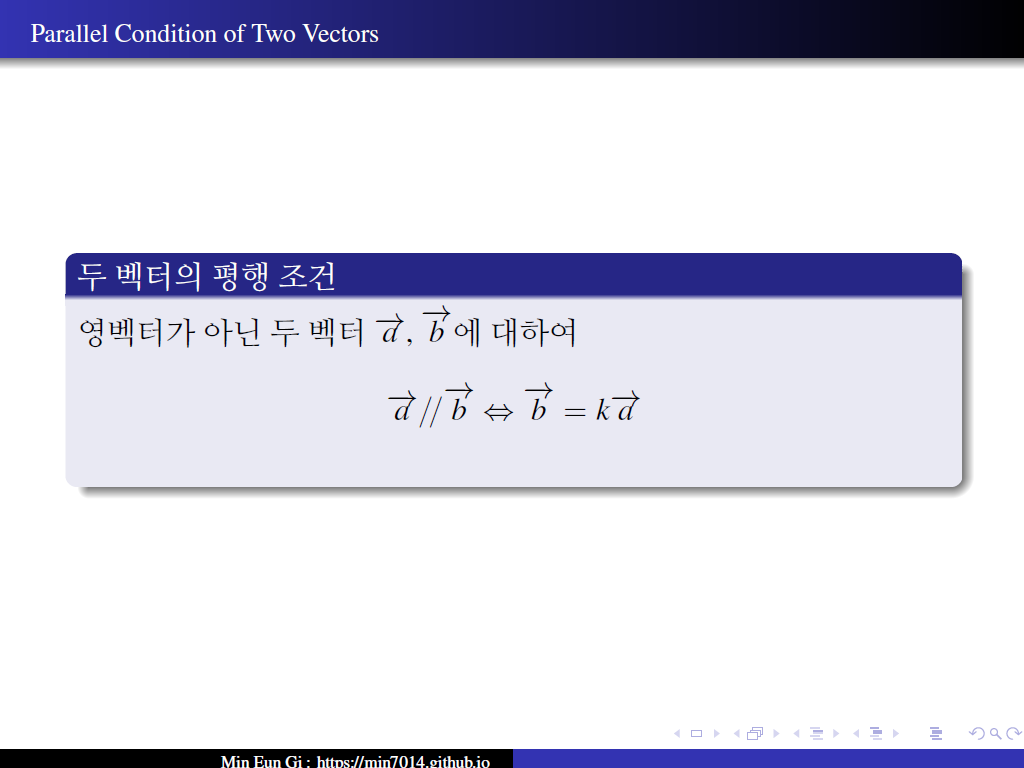 Parallel Condition of Two Vectors
두 벡터의 평행 조건
영벡터가 아닌 두 벡터 $\overrightarrow{a}$, $\overrightarrow{b}$에 대하여
$\overrightarrow{a} // \overrightarrow{b} \Leftrightarrow \overrightarrow{b} = k\overrightarrow{a}$
Min Eun Gi : https://min7014.github.io